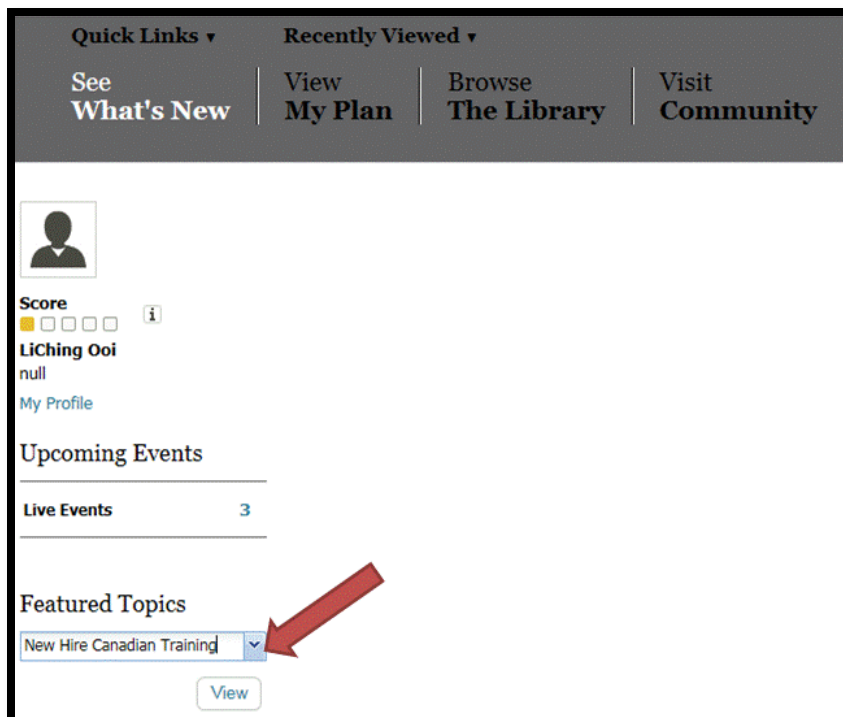 Quick Links ▾ Recently Viewed ▾
See View Browse Visit
What's New My Plan The Library Community
Score
i
LiChing Ooi
null
My Profile
Upcoming Events
Live Events 3
Featured Topics
New Hire Canadian Training
View